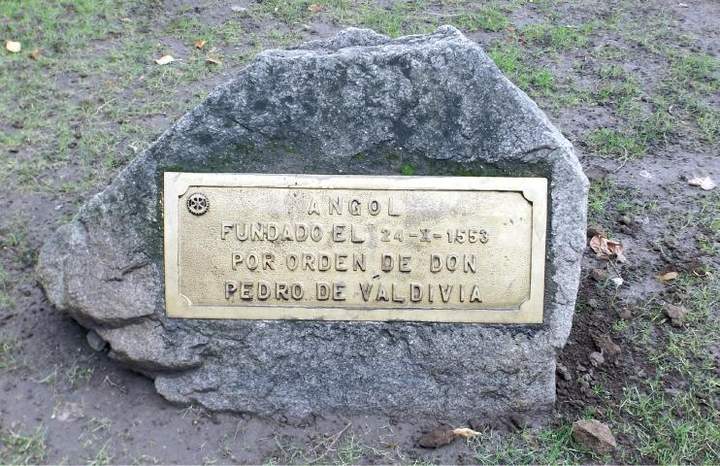 ANGOL
FUNDADO EL 24-X-1553
POR ORDEN DE DON
PEDRO DE VALDIVIA